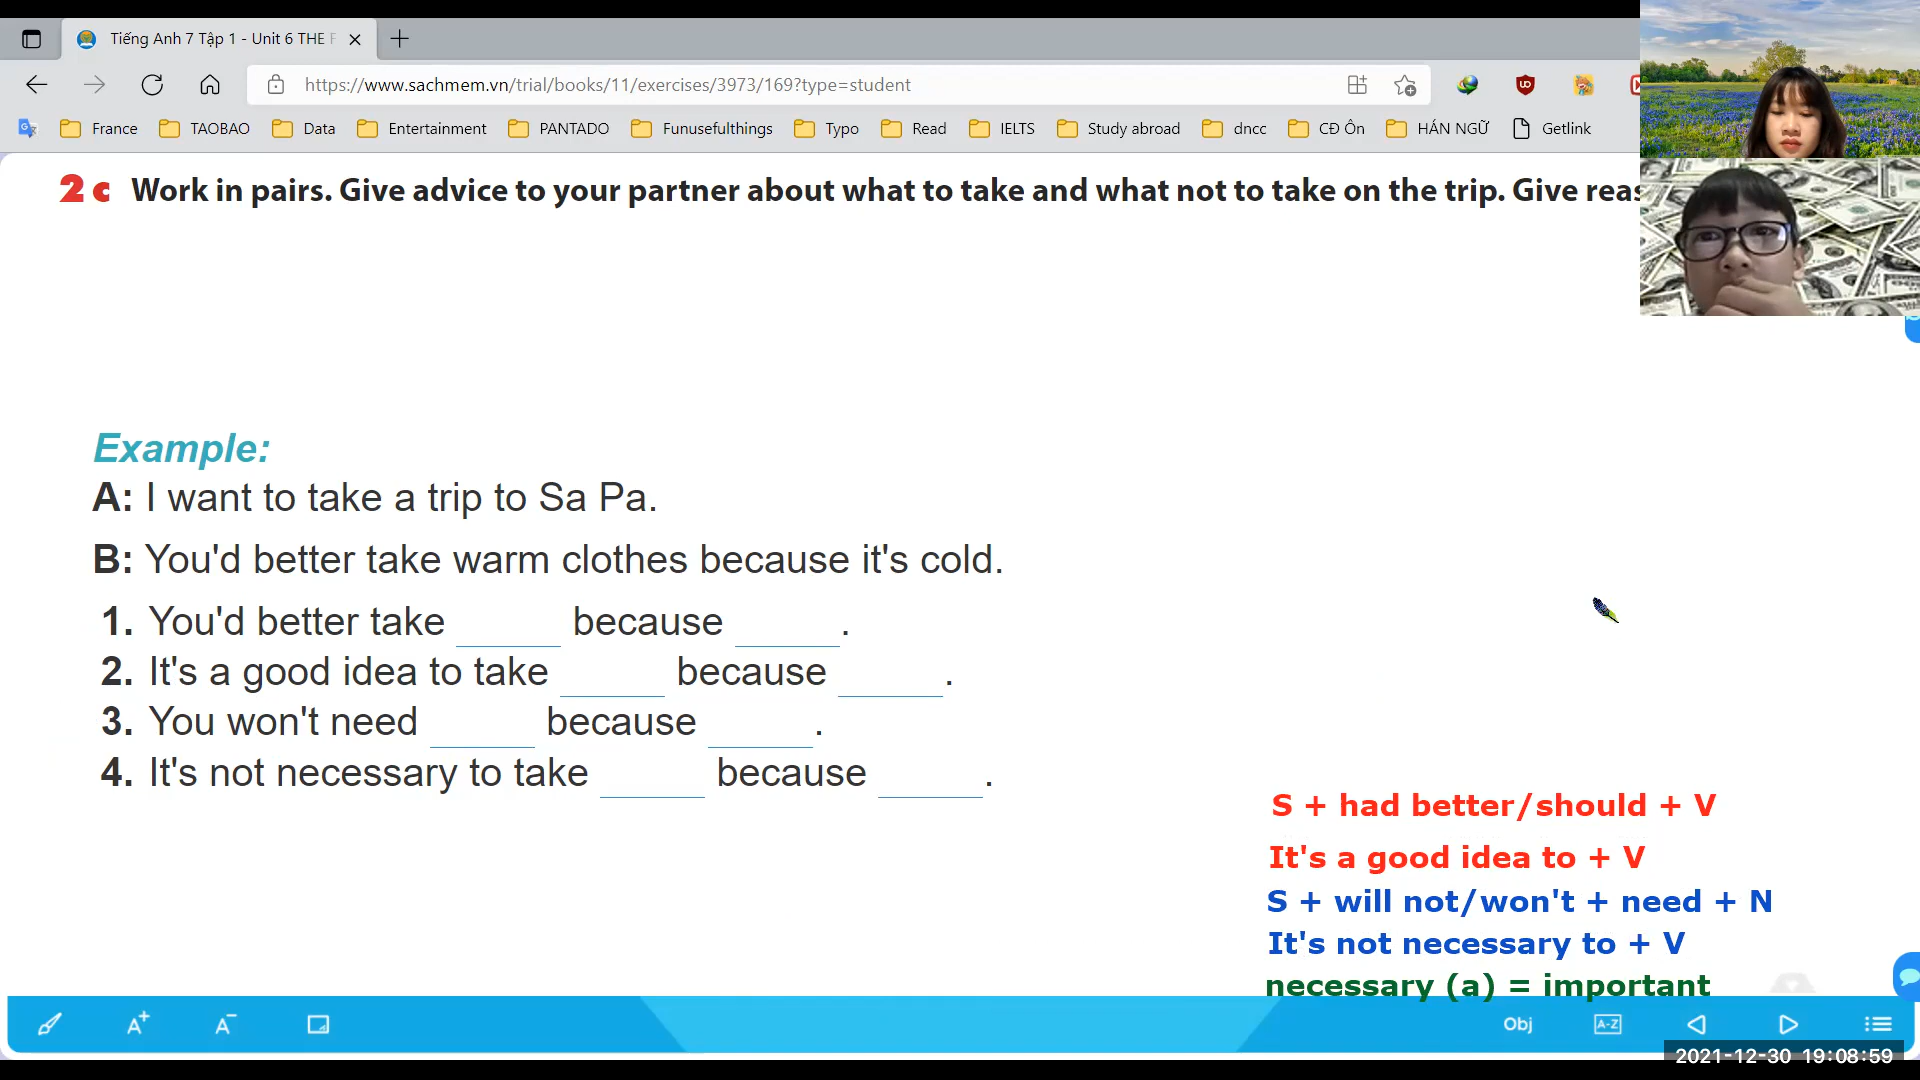 Tiếng Anh 7 Tập 1 - Unit 6 THE
https://www.sachmem.vn/trial/books/11/exercises/3973/169?type=student
France TAOBAO Data Entertainment PANTADO Funusefulthings Typo Read IELTS Study abroad dncc CĐ Ôn HÁN NGỮ Getlink
2 c Work in pairs. Give advice to your partner about what to take and what not to take on the trip. Give
Example:
A: I want to take a trip to Sa Pa.
B: You'd better take warm clothes because it's cold.
1. You'd better take _____ because _____.
2. It's a good idea to take _____ because _____.
3. You won't need _____ because _____.
4. It's not necessary to take _____ because _____.
S + had better/should + V
It's a good idea to + V
S + will not/won't + need + N
It's not necessary to + V
necessary (a) = important
A+ A- Obj A-Z
2021-12-30 19:08:59